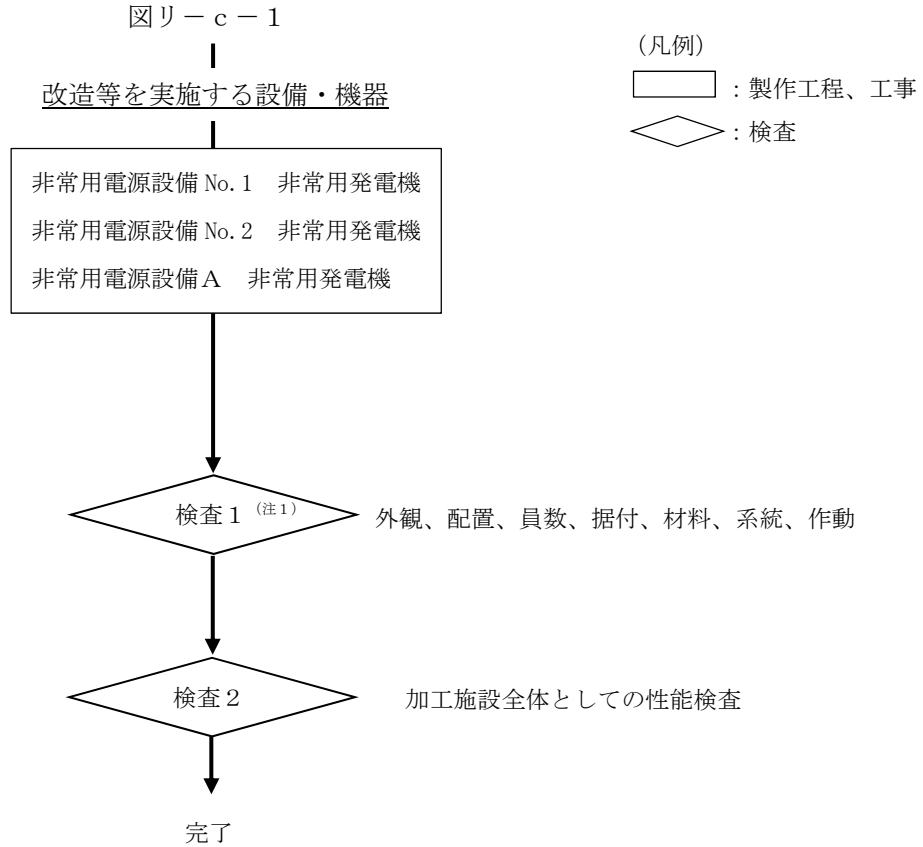 図リ－ｃ－１
改造等を実施する設備・機器
非常用電源設備 No.1　非常用発電機
非常用電源設備 No.2　非常用発電機
非常用電源設備Ａ　非常用発電機
検査１（注１）
外観、配置、員数、据付、材料、系統、作動
検査２
加工施設全体としての性能検査
完了
（凡例）
：製作工程、工事
：検査